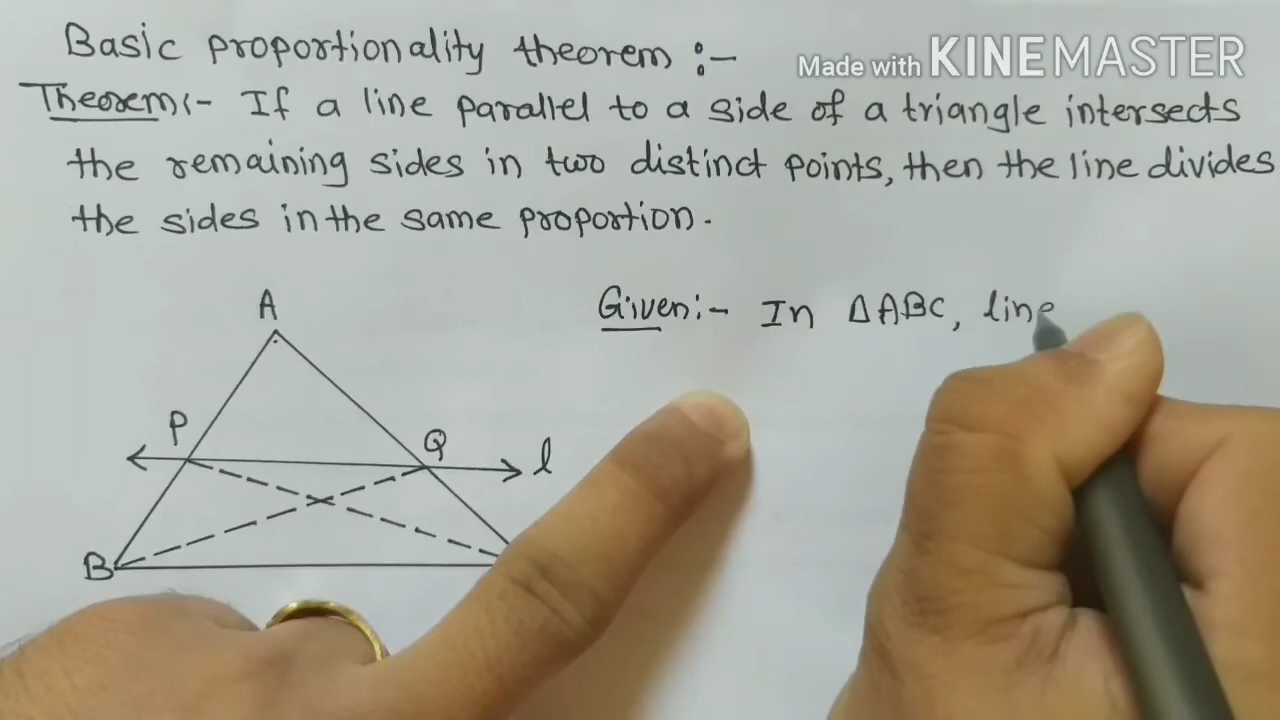 Basic proportionality theorem :-
Made with KINEMASTER
Theorem:- If a line parallel to a side of a triangle intersects
the remaining sides in two distinct points, then the line divides
the sides in the same proportion.
Given:- In ΔABC, line
A
P
Q
l
B